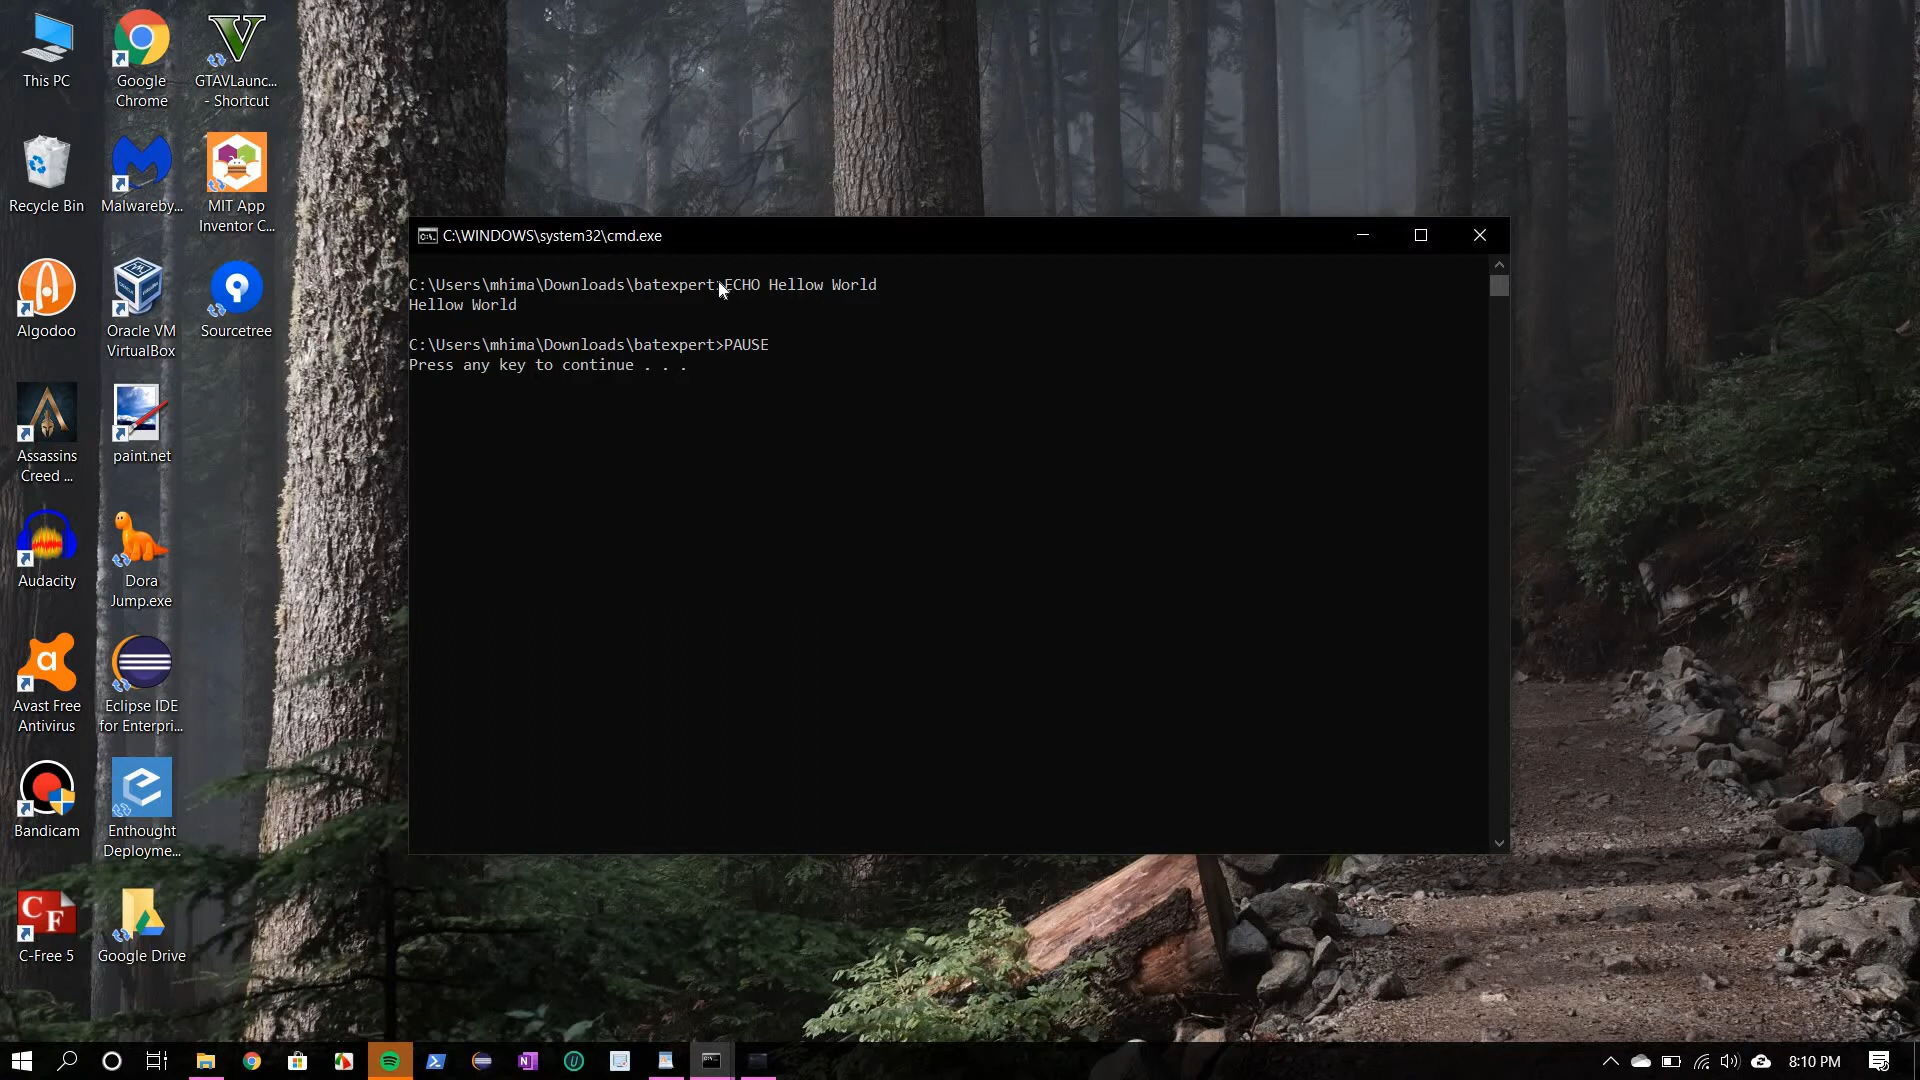 This PC
Google
Chrome
GTAVLaunc...
- Shortcut
Recycle Bin
Malwareby...
MIT App
Inventor C...
Algodoo
Oracle VM
VirtualBox
Sourcetree
Assassins
Creed ...
paint.net
Audacity
Dora
Jump.exe
Avast Free
Antivirus
Eclipse IDE
for Enterpri...
Bandicam
Enthought
Deployme...
CF
C-Free 5
Google Drive
C:\WINDOWS\system32\cmd.exe
C:\Users\mhima\Downloads\batexpert>ECHO Hellow World
Hellow World
C:\Users\mhima\Downloads\batexpert>PAUSE
Press any key to continue . . .
8:10 PM